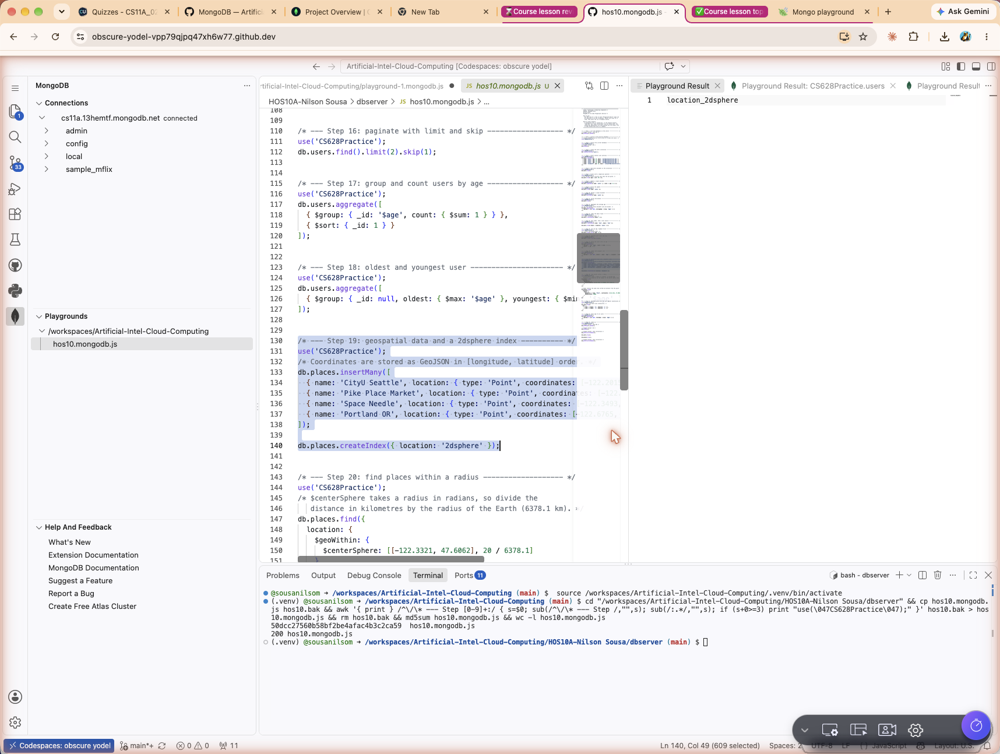 Quizzes - CS11A_02
MongoDB — Artific
Project Overview |
New Tab
Course lesson rev
hos10.mongodb.js -
Course lesson top
Mongo playground
Ask Gemini
obscure-yodel-vpp79qjpq47xh6w77.github.dev
Artificial-Intel-Cloud-Computing [Codespaces: obscure yodel]
MongoDB
Connections
cs11a.13hemtf.mongodb.net connected
admin
config
local
sample_mflix
Playgrounds
/workspaces/Artificial-Intel-Cloud-Computing
hos10.mongodb.js
Help And Feedback
What's New
Extension Documentation
MongoDB Documentation
Suggest a Feature
Report a Bug
Create Free Atlas Cluster
1
33
rtificial-Intel-Cloud-Computing/playground-1.mongodb.js
JS hos10.mongodb.js U
HOS10A-Nilson Sousa > dbserver > JS hos10.mongodb.js > ...
108
109
110 /* --- Step 16: paginate with limit and skip ------------------ */
111 use('CS628Practice');
112 db.users.find().limit(2).skip(1);
113
114
115 /* --- Step 17: group and count users by age ------------------ */
116 use('CS628Practice');
117 db.users.aggregate([
118 { $group: { _id: '$age', count: { $sum: 1 } } },
119 { $sort: { _id: 1 } }
120 ]);
121
122
123 /* --- Step 18: oldest and youngest user ---------------------- */
124 use('CS628Practice');
125 db.users.aggregate([
126 { $group: { _id: null, oldest: { $max: '$age' }, youngest: { $min
127 ]);
128
129
130 /* --- Step 19: geospatial data and a 2dsphere index ---------- */
131 use('CS628Practice');
132 /* Coordinates are stored as GeoJSON in [longitude, latitude] order. */
133 db.places.insertMany([
134 { name: 'CityU Seattle', location: { type: 'Point', coordinates:
135 { name: 'Pike Place Market', location: { type: 'Point', coordinates: [-122.
136 { name: 'Space Needle', location: { type: 'Point', coordinates: -122.3493,
137 { name: 'Portland OR', location: { type: 'Point', coordinates: [-122.6765,
138 ]);
139
140 db.places.createIndex({ location: '2dsphere' });
141
142
143 /* --- Step 20: find places within a radius ------------------- */
144 use('CS628Practice');
145 /* $centerSphere takes a radius in radians, so divide the
146 distance in kilometres by the radius of the Earth (6378.1 km). */
147 db.places.find({
148 location: {
149 $geoWithin: {
150 $centerSphere: [[-122.3321, 47.6062], 20 / 6378.1]
151 }
Playground Result
Playground Result: CS628Practice.users
Playground Result
1 location_2dsphere
Problems
Output
Debug Console
Terminal
Ports 11
bash - dbserver
@sousanilsom → /workspaces/Artificial-Intel-Cloud-Computing (main) $ source /workspaces/Artificial-Intel-Cloud-Computing/.venv/bin/activate
(.venv) @sousanilsom → /workspaces/Artificial-Intel-Cloud-Computing (main) $ cd "/workspaces/Artificial-Intel-Cloud-Computing/HOS10A-Nilson Sousa/dbserver" && cp hos10.mongodb.
js hos10.bak && awk '{ print } /^\/\* --- Step [0-9]+:/ { s=$0; sub(/^\/\* --- Step /,"",s); sub(/:.*/,"",s); if (s+0>=3) print "use(\047CS628Practice\047);" }' hos10.bak > hos
10.mongodb.js && rm hos10.bak && md5sum hos10.mongodb.js && wc -l hos10.mongodb.js
50dcc27560b58bf2be4afac4b3c2ca59 hos10.mongodb.js
200 hos10.mongodb.js
(.venv) @sousanilsom → /workspaces/Artificial-Intel-Cloud-Computing/HOS10A-Nilson Sousa/dbserver (main) $
Codespaces: obscure yodel
main*+
0 0
11
Ln 140, Col 49 (609 selected)
Spaces: 2
UTF-8
LF
{ } JavaScript
Layout: U.S.